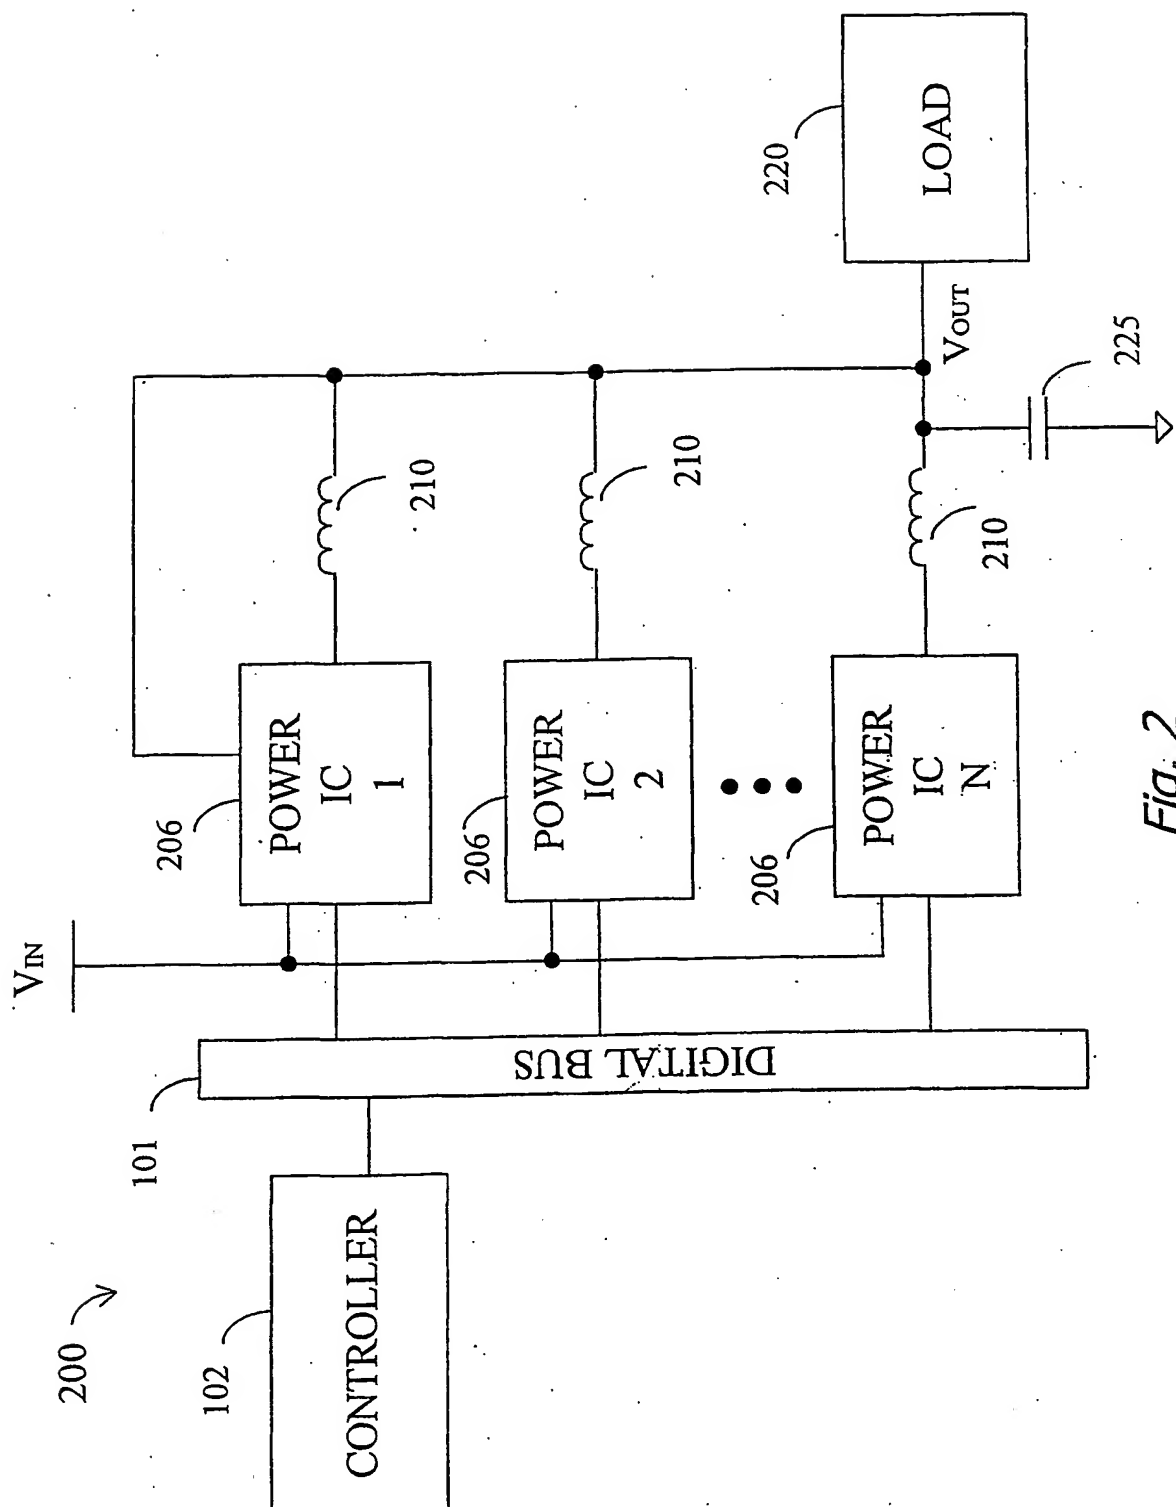 200
102
CONTROLLER
101
DIGITAL BUS
VIN
206
POWER
IC
1
210
206
POWER
IC
2
210
206
POWER
IC
N
210
VOUT
225
220
LOAD
Fig. 2